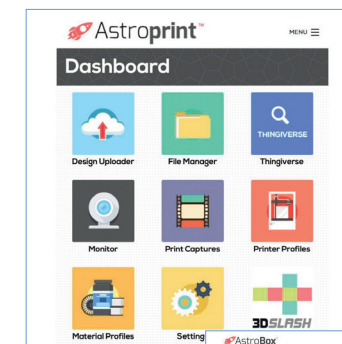 Astroprint™
MENU
Dashboard
THINGIVERSE
Design Uploader
File Manager
Thingiverse
Monitor
Print Captures
Printer Profiles
3DSLASH
Material Profiles
Setting
AstroBox